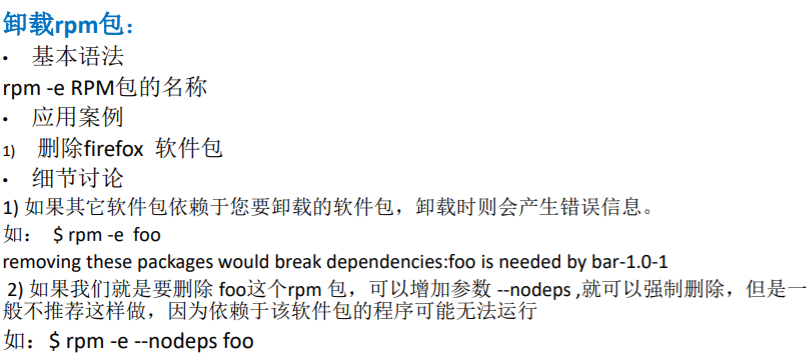 卸载rpm包：
• 基本语法
rpm -e RPM包的名称
• 应用案例
1) 删除firefox 软件包
• 细节讨论
1) 如果其它软件包依赖于您要卸载的软件包，卸载时则会产生错误信息。
如： $ rpm -e foo
removing these packages would break dependencies:foo is needed by bar-1.0-1
2) 如果我们就是要删除 foo这个rpm 包，可以增加参数 --nodeps ,就可以强制删除，但是一
般不推荐这样做，因为依赖于该软件包的程序可能无法运行
如：$ rpm -e --nodeps foo